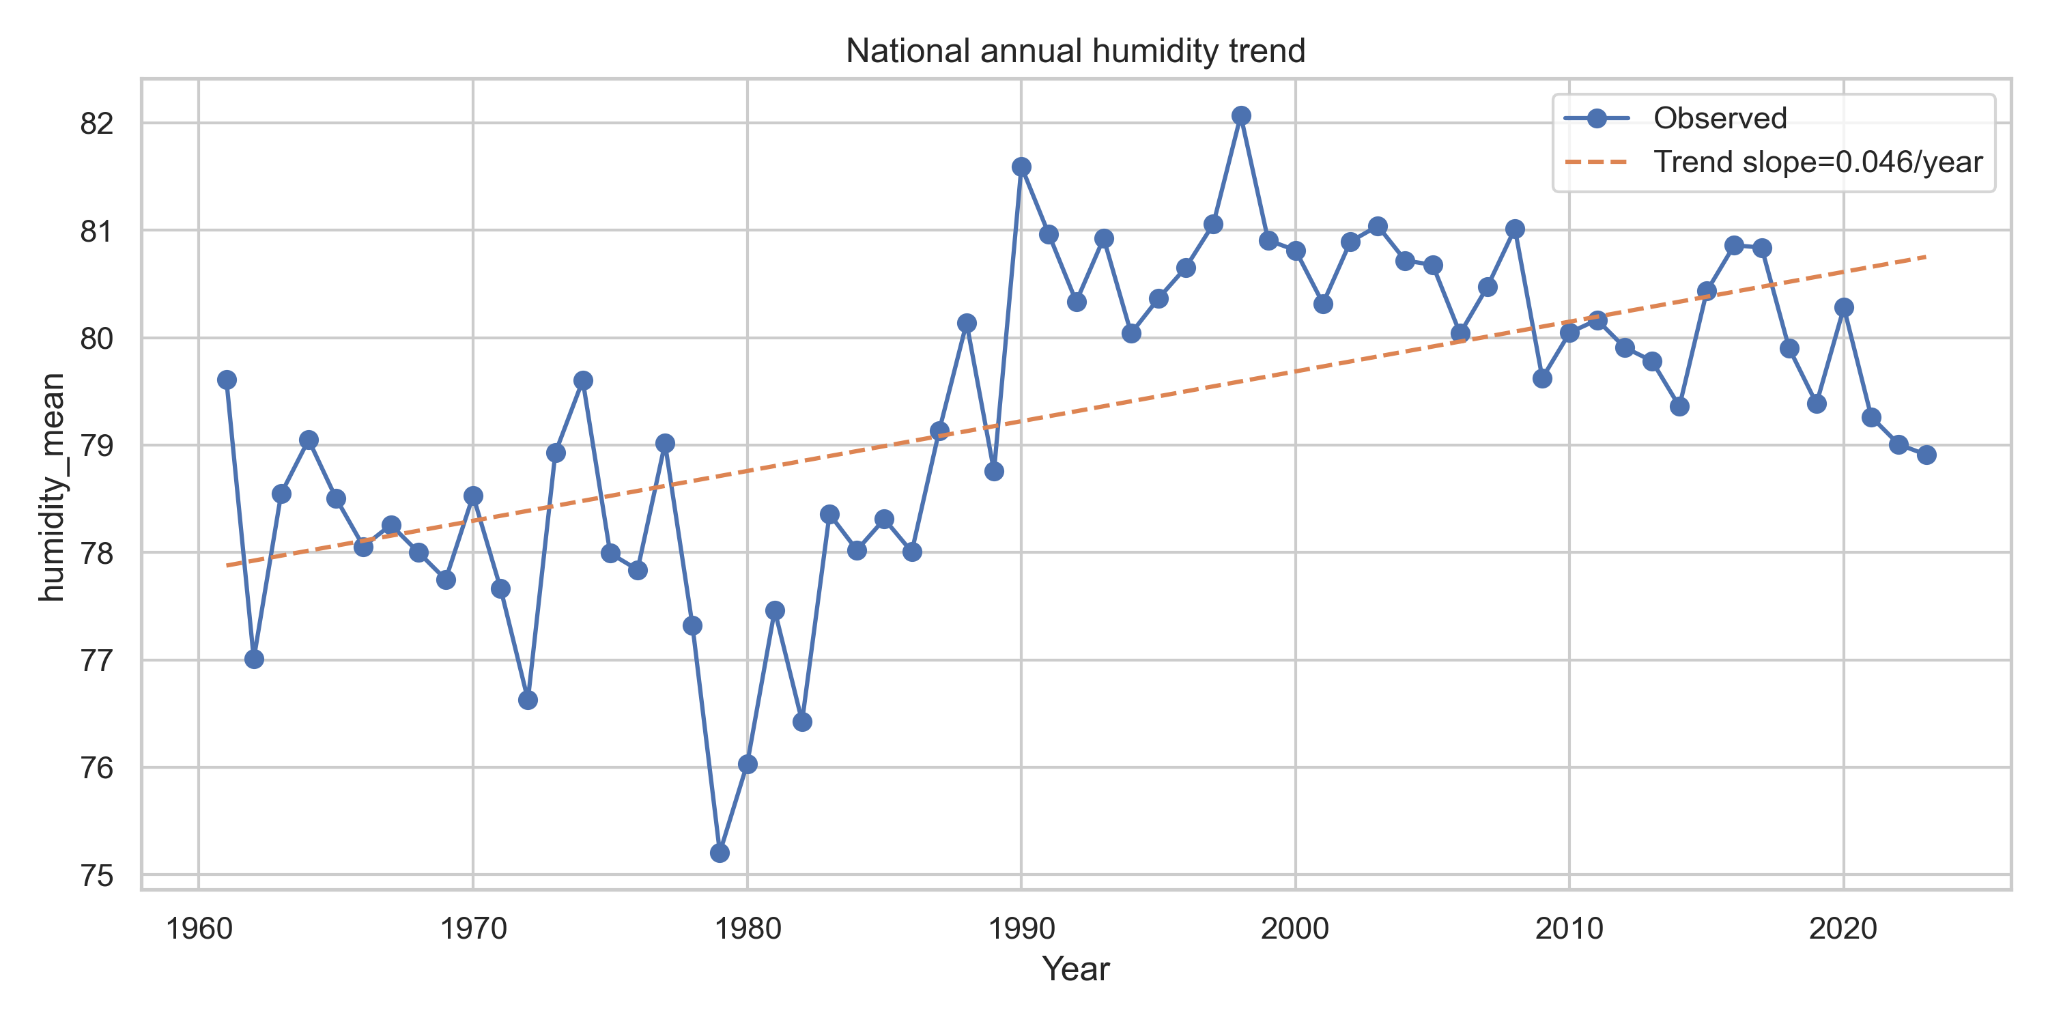 National annual humidity trend
Observed
Trend slope=0.046/year
82
81
80
79
78
77
76
75
humidity_mean
1960 1970 1980 1990 2000 2010 2020
Year